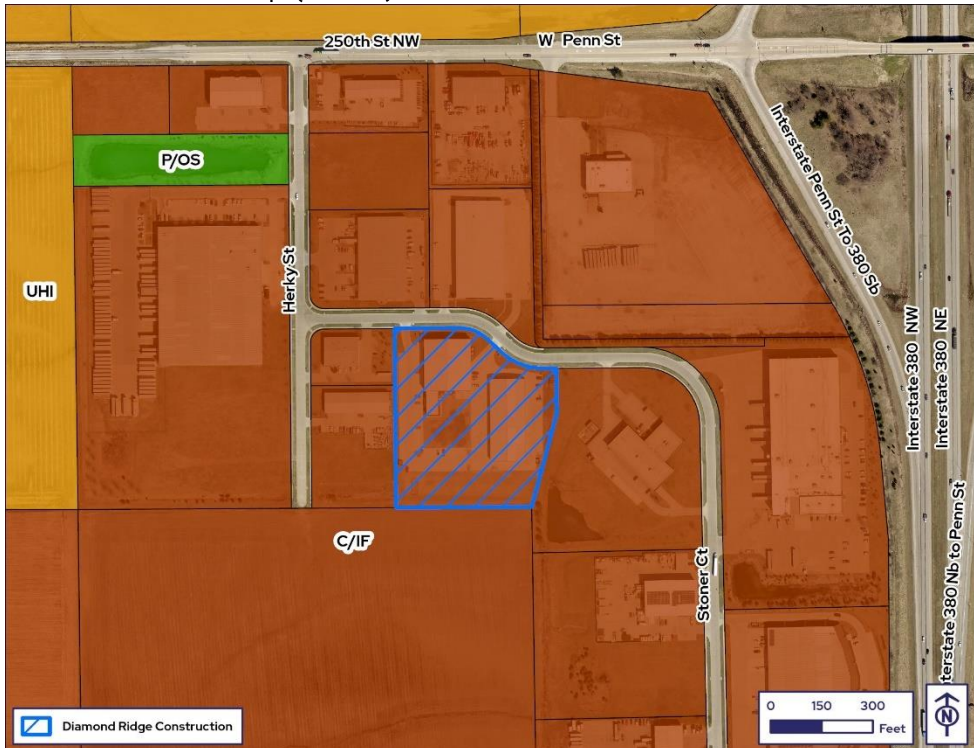 250th St NW
W Penn St
P/OS
Interstate Penn St To 380 Sb
UHI
Herky St
Interstate 380 NW
Interstate 380 NE
C/IF
Stoner Ct
Interstate 380 Nb to Penn St
Diamond Ridge Construction
0 150 300
Feet
N